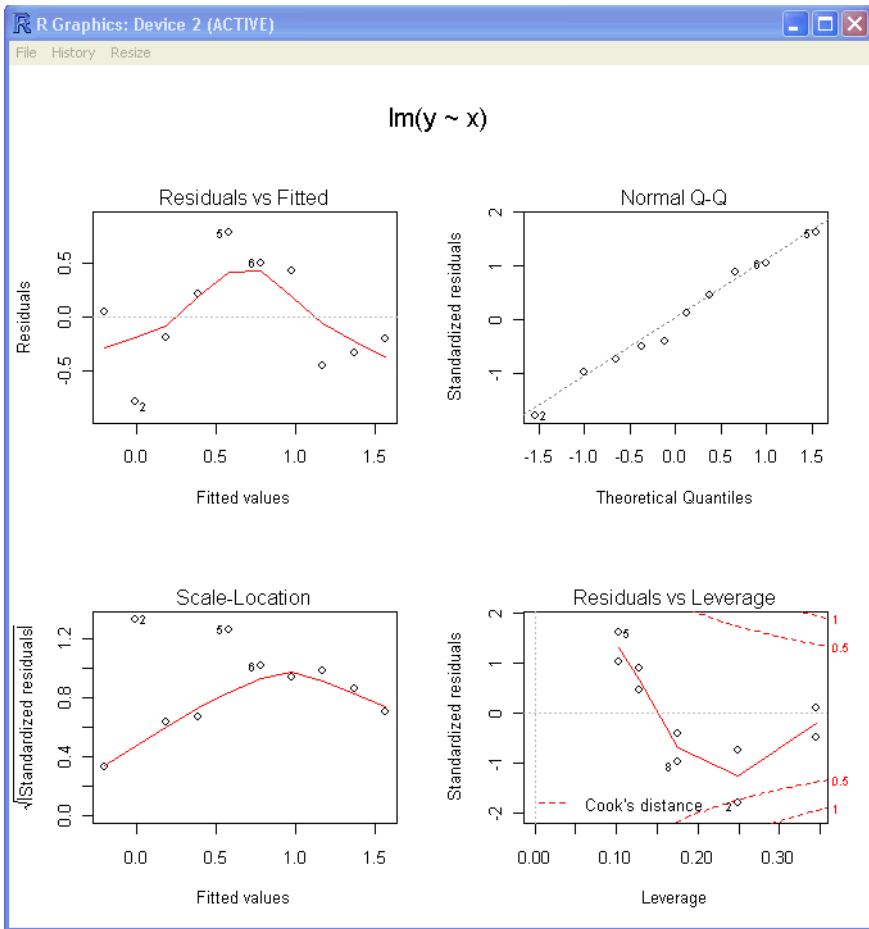 R Graphics: Device 2 (ACTIVE)
File History Resize
lm(y ~ x)
Residuals vs Fitted
Residuals
0.5
0.0
-0.5
5
6
2
0.0 0.5 1.0 1.5
Fitted values
Normal Q-Q
Standardized residuals
2
1
0
-1
5
6
2
-1.5 -1.0 -0.5 0.0 0.5 1.0 1.5
Theoretical Quantiles
Scale-Location
√|Standardized residuals|
1.2
0.8
0.4
0.0
2
5
6
0.0 0.5 1.0 1.5
Fitted values
Residuals vs Leverage
Standardized residuals
2
1
0
-1
-2
5
8
2
1
0.5
0.5
1
Cook's distance
0.00 0.10 0.20 0.30
Leverage